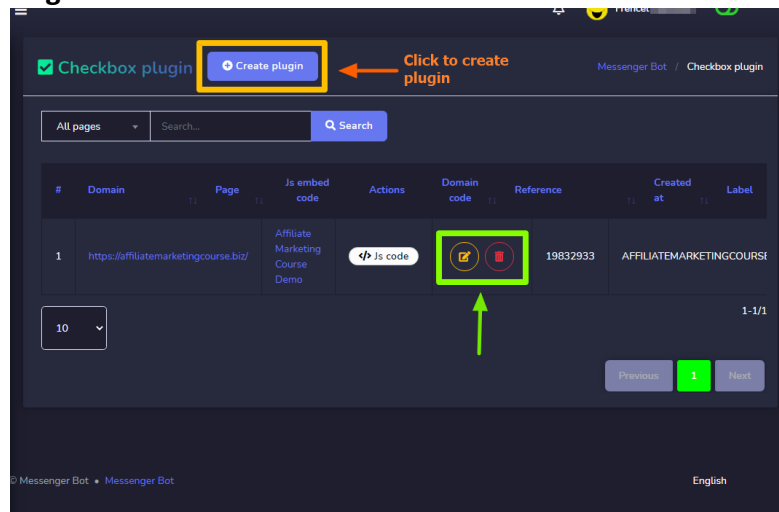 Frencel
Checkbox plugin
Create plugin
Click to create
plugin
Messenger Bot / Checkbox plugin
All pages
Search...
Search
# Domain Page Js embed code Actions Domain code Reference Created at Label
1 https://affiliatemarketingcourse.biz/ Affiliate Marketing Course Demo </> Js code 19832933 AFFILIATEMARKETINGCOURSE
10
1-1/1
Previous 1 Next
Messenger Bot • Messenger Bot
English